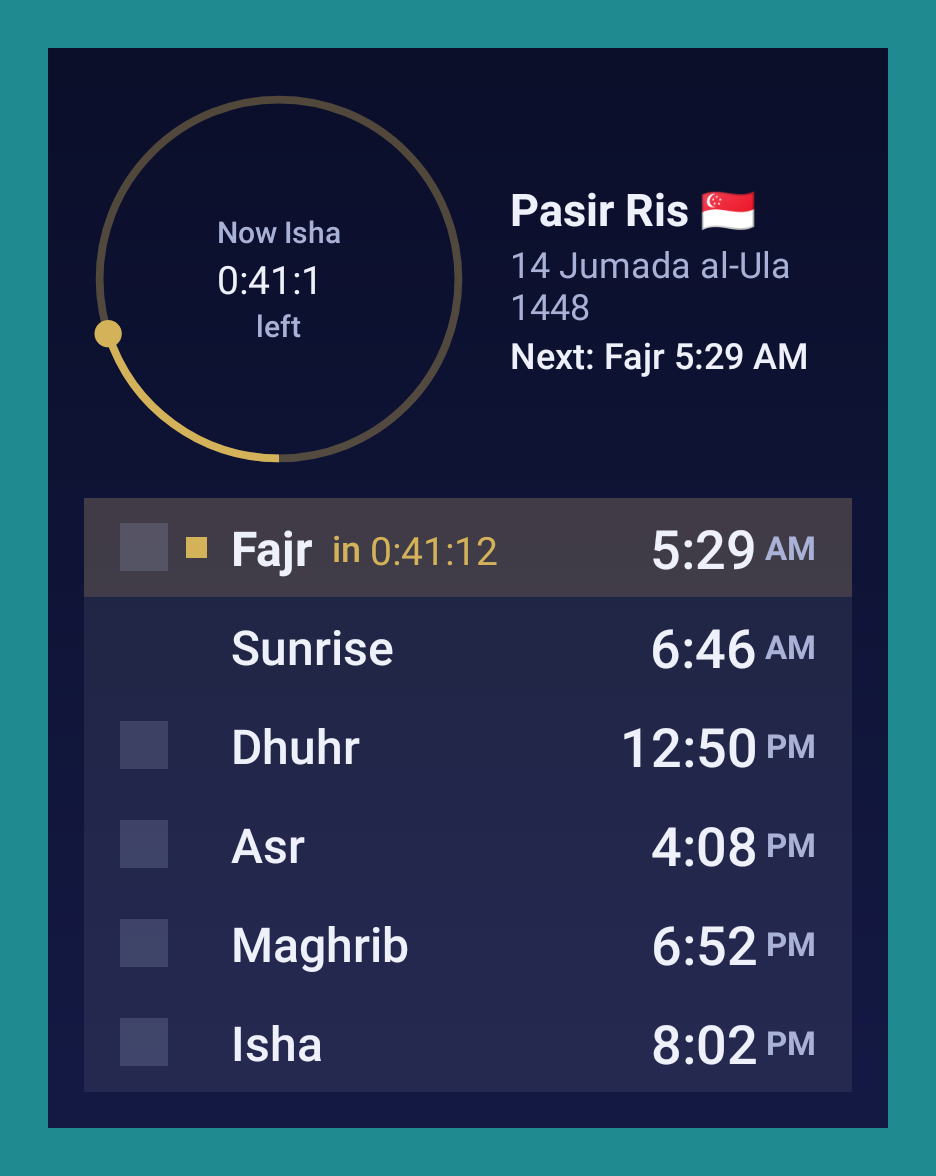 Now Isha
0:41:1
left
Pasir Ris 🇸🇬
14 Jumada al-Ula
1448
Next: Fajr 5:29 AM
Fajr in 0:41:12 5:29 AM
Sunrise 6:46 AM
Dhuhr 12:50 PM
Asr 4:08 PM
Maghrib 6:52 PM
Isha 8:02 PM